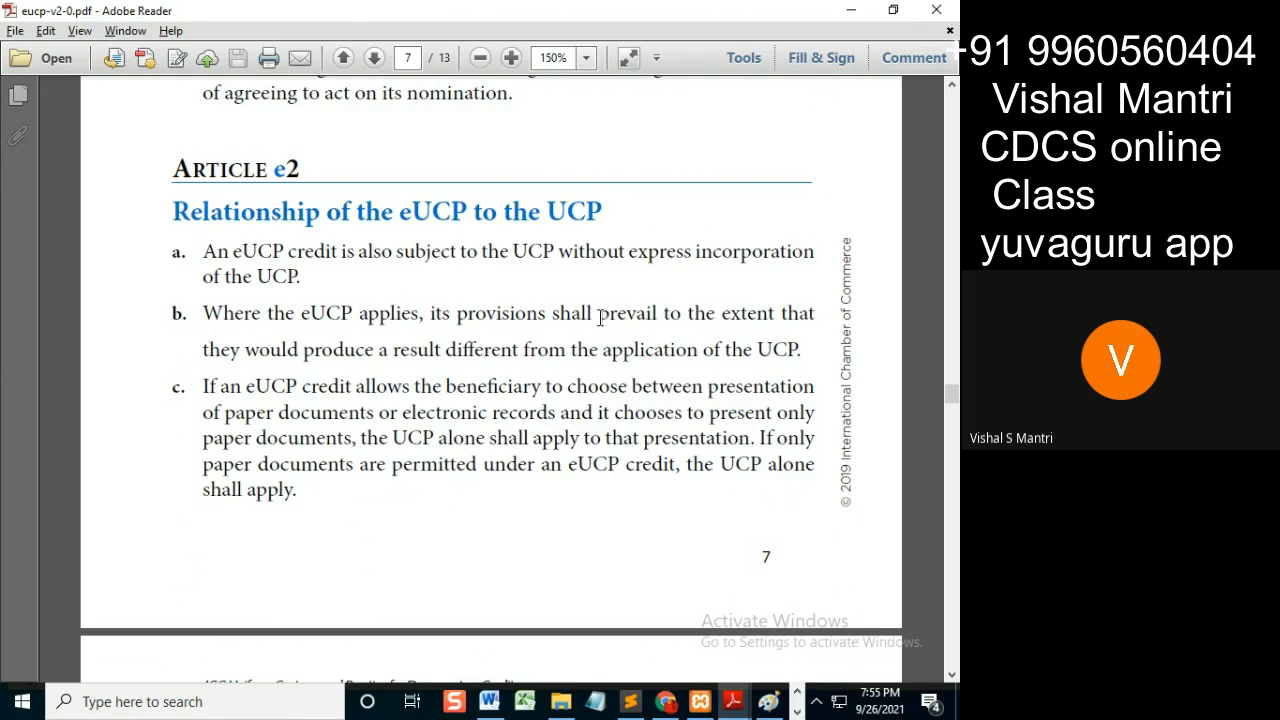 eucp-v2-0.pdf - Adobe Reader
File Edit View Window Help
Open
7 / 13
150%
Tools Fill & Sign Comment
of agreeing to act on its nomination.
ARTICLE e2
Relationship of the eUCP to the UCP
a. An eUCP credit is also subject to the UCP without express incorporation
of the UCP.
b. Where the eUCP applies, its provisions shall prevail to the extent that
they would produce a result different from the application of the UCP.
c. If an eUCP credit allows the beneficiary to choose between presentation
of paper documents or electronic records and it chooses to present only
paper documents, the UCP alone shall apply to that presentation. If only
paper documents are permitted under an eUCP credit, the UCP alone
shall apply.
© 2019 International Chamber of Commerce
7
Activate Windows
Go to Settings to activate Windows.
Type here to search
7:55 PM
9/26/2021
4
+91 9960560404
Vishal Mantri
CDCS online
Class
yuvaguru app
V
Vishal S Mantri